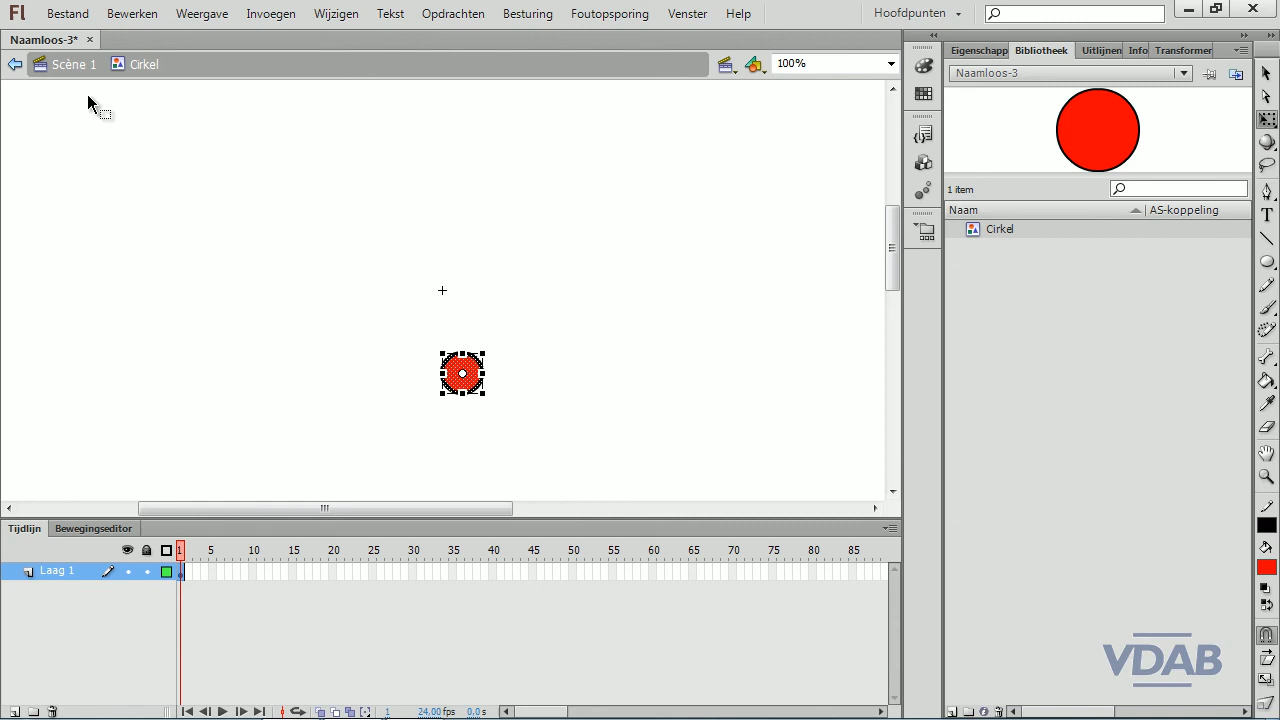 Fl Bestand Bewerken Weergave Invoegen Wijzigen Tekst Opdrachten Besturing Foutopsporing Venster Help Hoofdpunten
Naamloos-3* ×
Scène 1 Cirkel 100%
Eigenschapp Bibliotheek Uitlijnen Info Transformer
Naamloos-3
1 item
Naam AS-koppeling
Cirkel
Tijdlijn Bewegingseditor
1 5 10 15 20 25 30 35 40 45 50 55 60 65 70 75 80 85
Laag 1
1 24,00 fps 0.0 s
VDAB